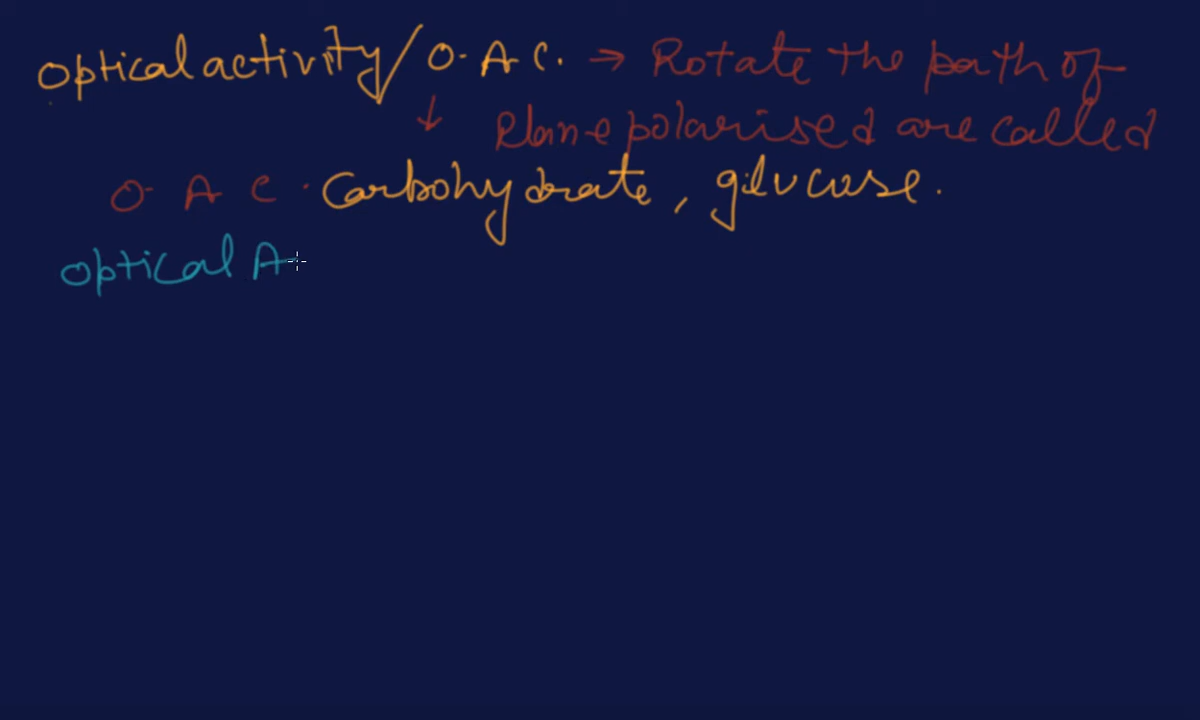 Optical activity/O.A C. → Rotate the path of
↓ Plane polarised are called
O A C. Carbohydrate, glucose.
Optical A